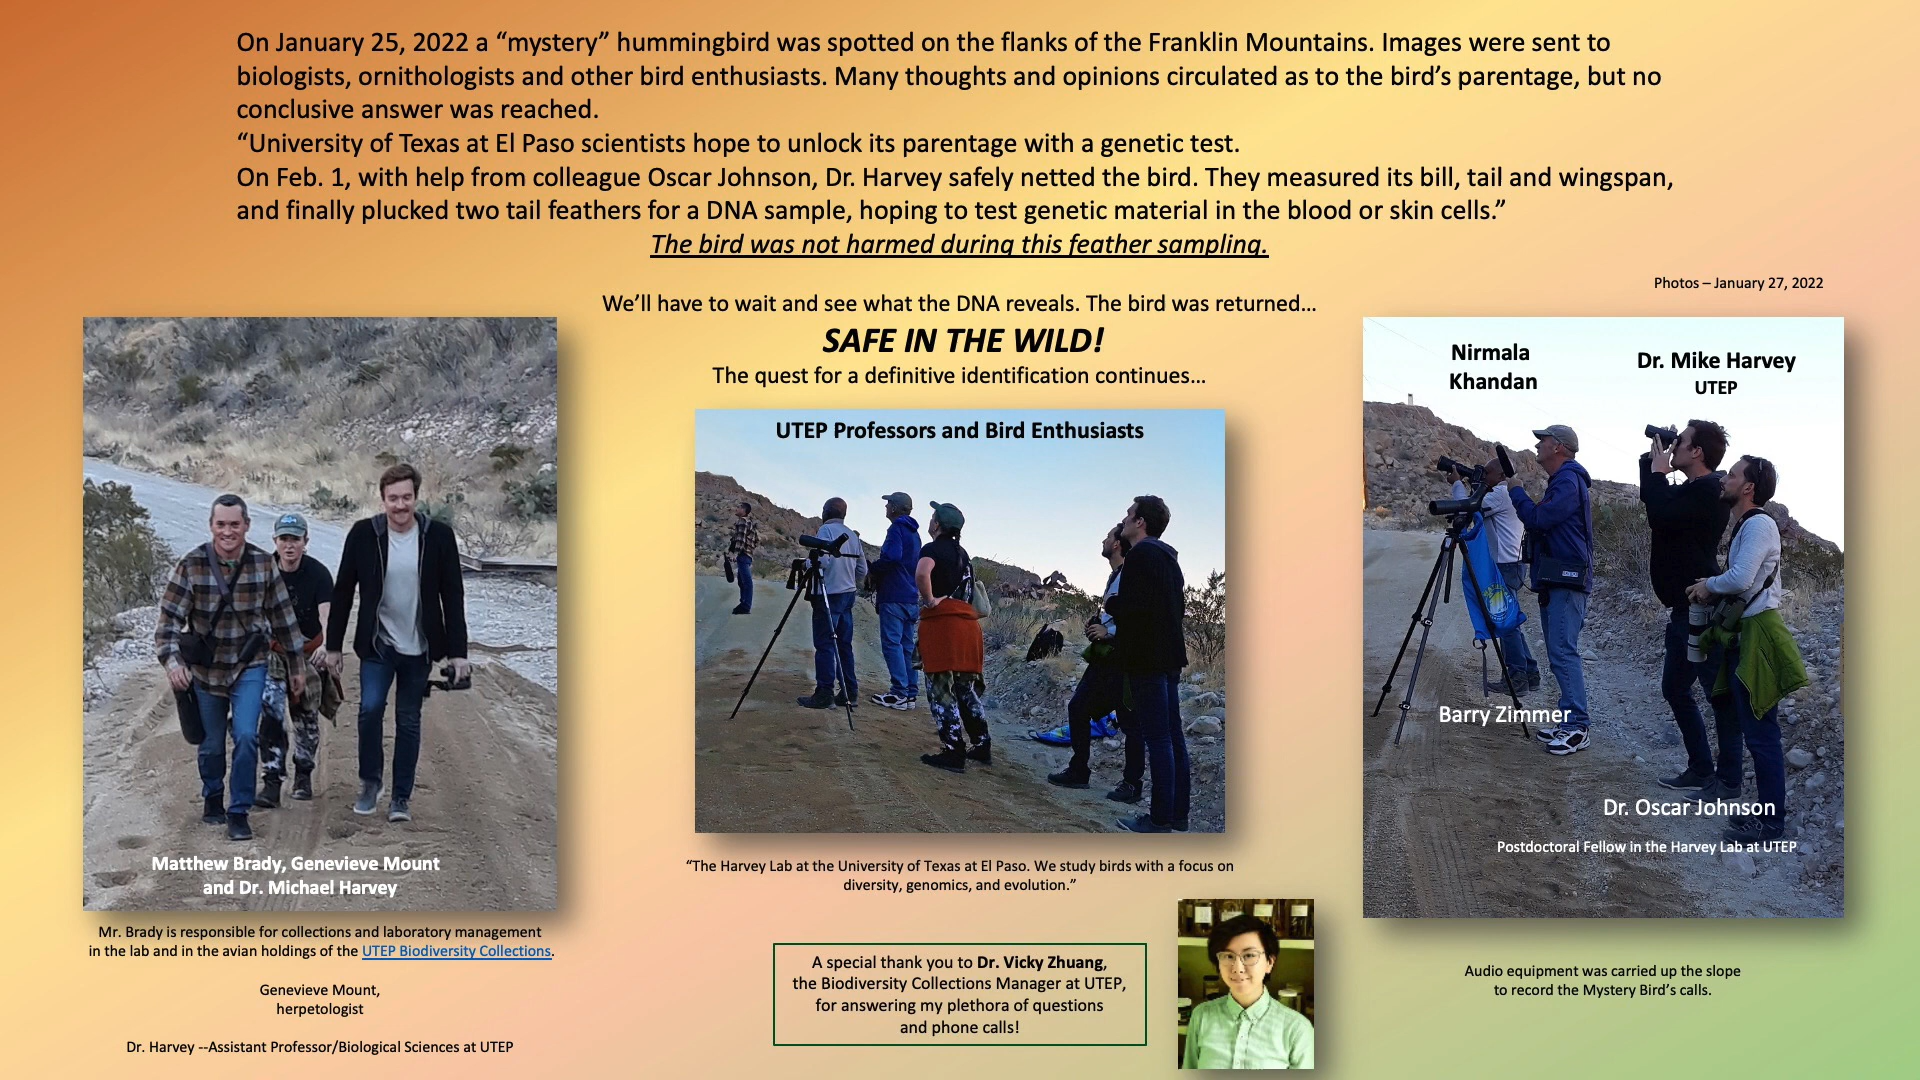 On January 25, 2022 a “mystery” hummingbird was spotted on the flanks of the Franklin Mountains. Images were sent to
biologists, ornithologists and other bird enthusiasts. Many thoughts and opinions circulated as to the bird’s parentage, but no
conclusive answer was reached.
“University of Texas at El Paso scientists hope to unlock its parentage with a genetic test.
On Feb. 1, with help from colleague Oscar Johnson, Dr. Harvey safely netted the bird. They measured its bill, tail and wingspan,
and finally plucked two tail feathers for a DNA sample, hoping to test genetic material in the blood or skin cells.”
The bird was not harmed during this feather sampling.
Photos – January 27, 2022
We’ll have to wait and see what the DNA reveals. The bird was returned…
SAFE IN THE WILD!
The quest for a definitive identification continues…
Matthew Brady, Genevieve Mount
and Dr. Michael Harvey
Mr. Brady is responsible for collections and laboratory management
in the lab and in the avian holdings of the UTEP Biodiversity Collections.
Genevieve Mount,
herpetologist
Dr. Harvey --Assistant Professor/Biological Sciences at UTEP
UTEP Professors and Bird Enthusiasts
“The Harvey Lab at the University of Texas at El Paso. We study birds with a focus on
diversity, genomics, and evolution.”
A special thank you to Dr. Vicky Zhuang,
the Biodiversity Collections Manager at UTEP,
for answering my plethora of questions
and phone calls!
Nirmala
Khandan
Dr. Mike Harvey
UTEP
Barry Zimmer
Dr. Oscar Johnson
Postdoctoral Fellow in the Harvey Lab at UTEP
Audio equipment was carried up the slope
to record the Mystery Bird’s calls.